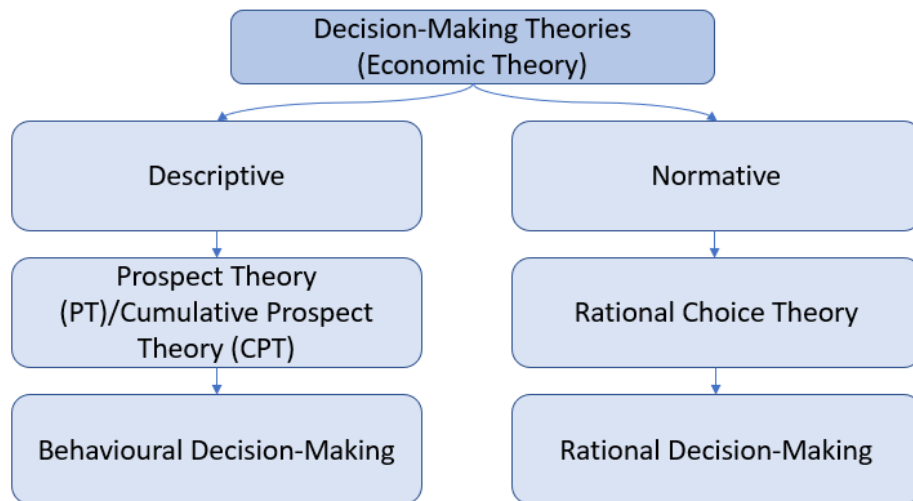 Decision-Making Theories
(Economic Theory)
Descriptive
Normative
Prospect Theory
(PT)/Cumulative Prospect
Theory (CPT)
Rational Choice Theory
Behavioural Decision-Making
Rational Decision-Making